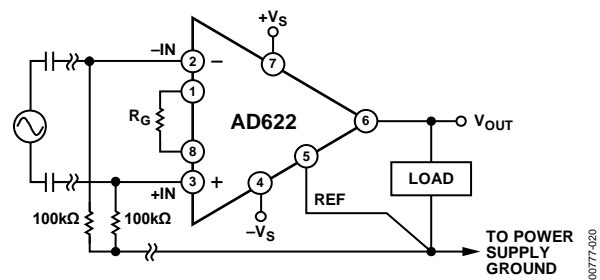 +VS
–IN
2
–
7
1
RG
AD622
6
VOUT
8
5
LOAD
3
+
+IN
4
REF
100kΩ
100kΩ
–VS
TO POWER
SUPPLY
GROUND
00777-020